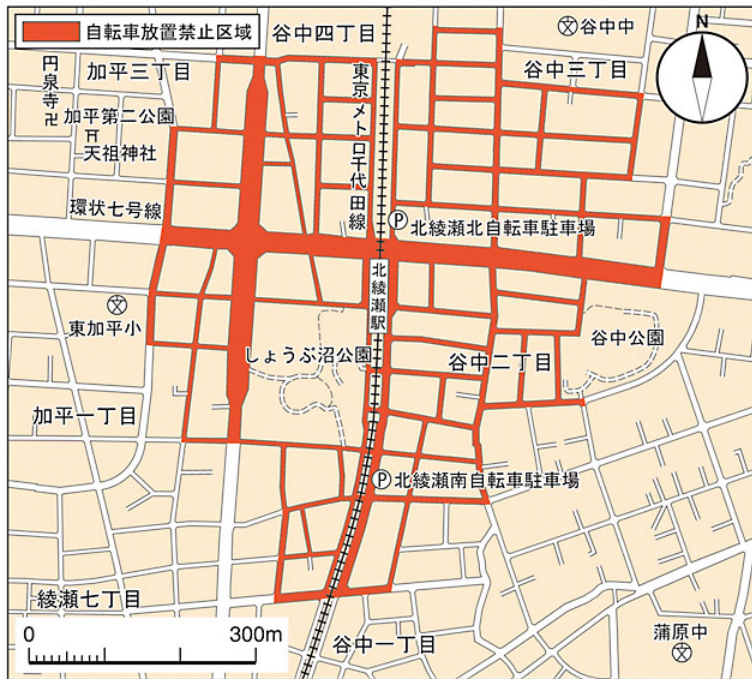 自転車放置禁止区域
谷中四丁目
谷中中
N
円泉寺
加平三丁目
谷中三丁目
加平第二公園
天祖神社
東京メトロ千代田線
環状七号線
P
北綾瀬北自転車駐車場
北綾瀬駅
東加平小
しょうぶ沼公園
谷中二丁目
谷中公園
加平一丁目
P
北綾瀬南自転車駐車場
綾瀬七丁目
谷中一丁目
蒲原中
0 300m